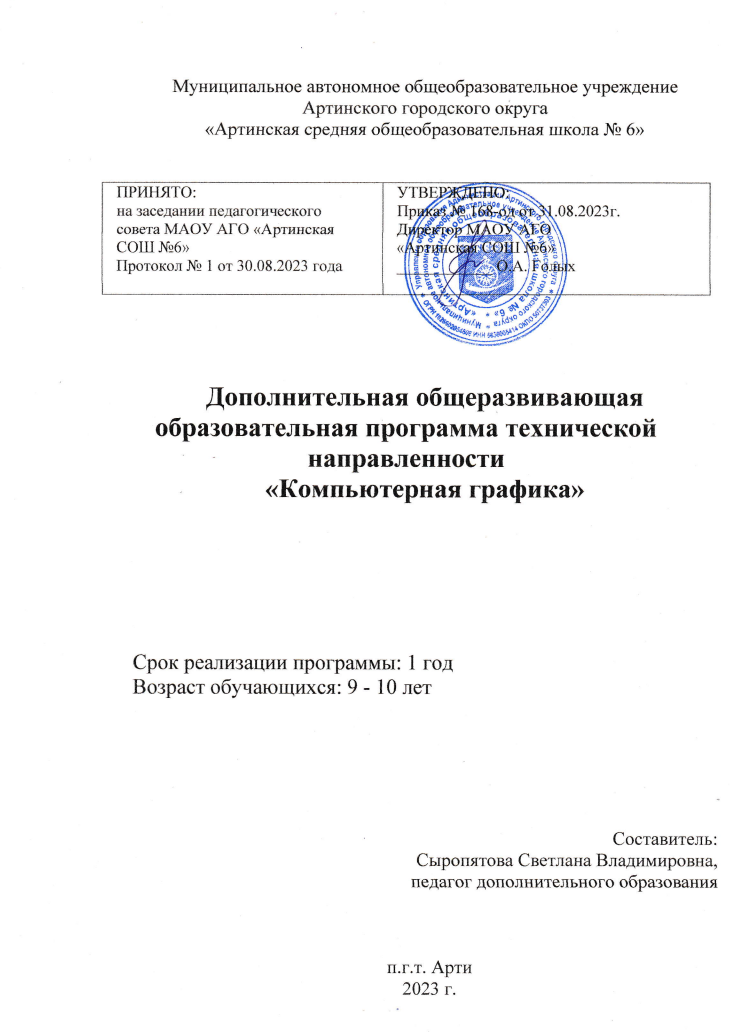 Муниципальное автономное общеобразовательное учреждение
Артинского городского округа
«Артинская средняя общеобразовательная школа № 6»
ПРИНЯТО:
на заседании педагогического
совета МАОУ АГО «Артинская
СОШ №6»
Протокол № 1 от 30.08.2023 года
УТВЕРЖДЕНО:
Приказ № 168-од от 31.08.2023г.
Директор МАОУ АГО
«Артинская СОШ №6»
О.А. Голых
Дополнительная общеразвивающая
образовательная программа технической
направленности
«Компьютерная графика»
Срок реализации программы: 1 год
Возраст обучающихся: 9 - 10 лет
Составитель:
Сыропятова Светлана Владимировна,
педагог дополнительного образования
п.г.т. Арти
2023 г.